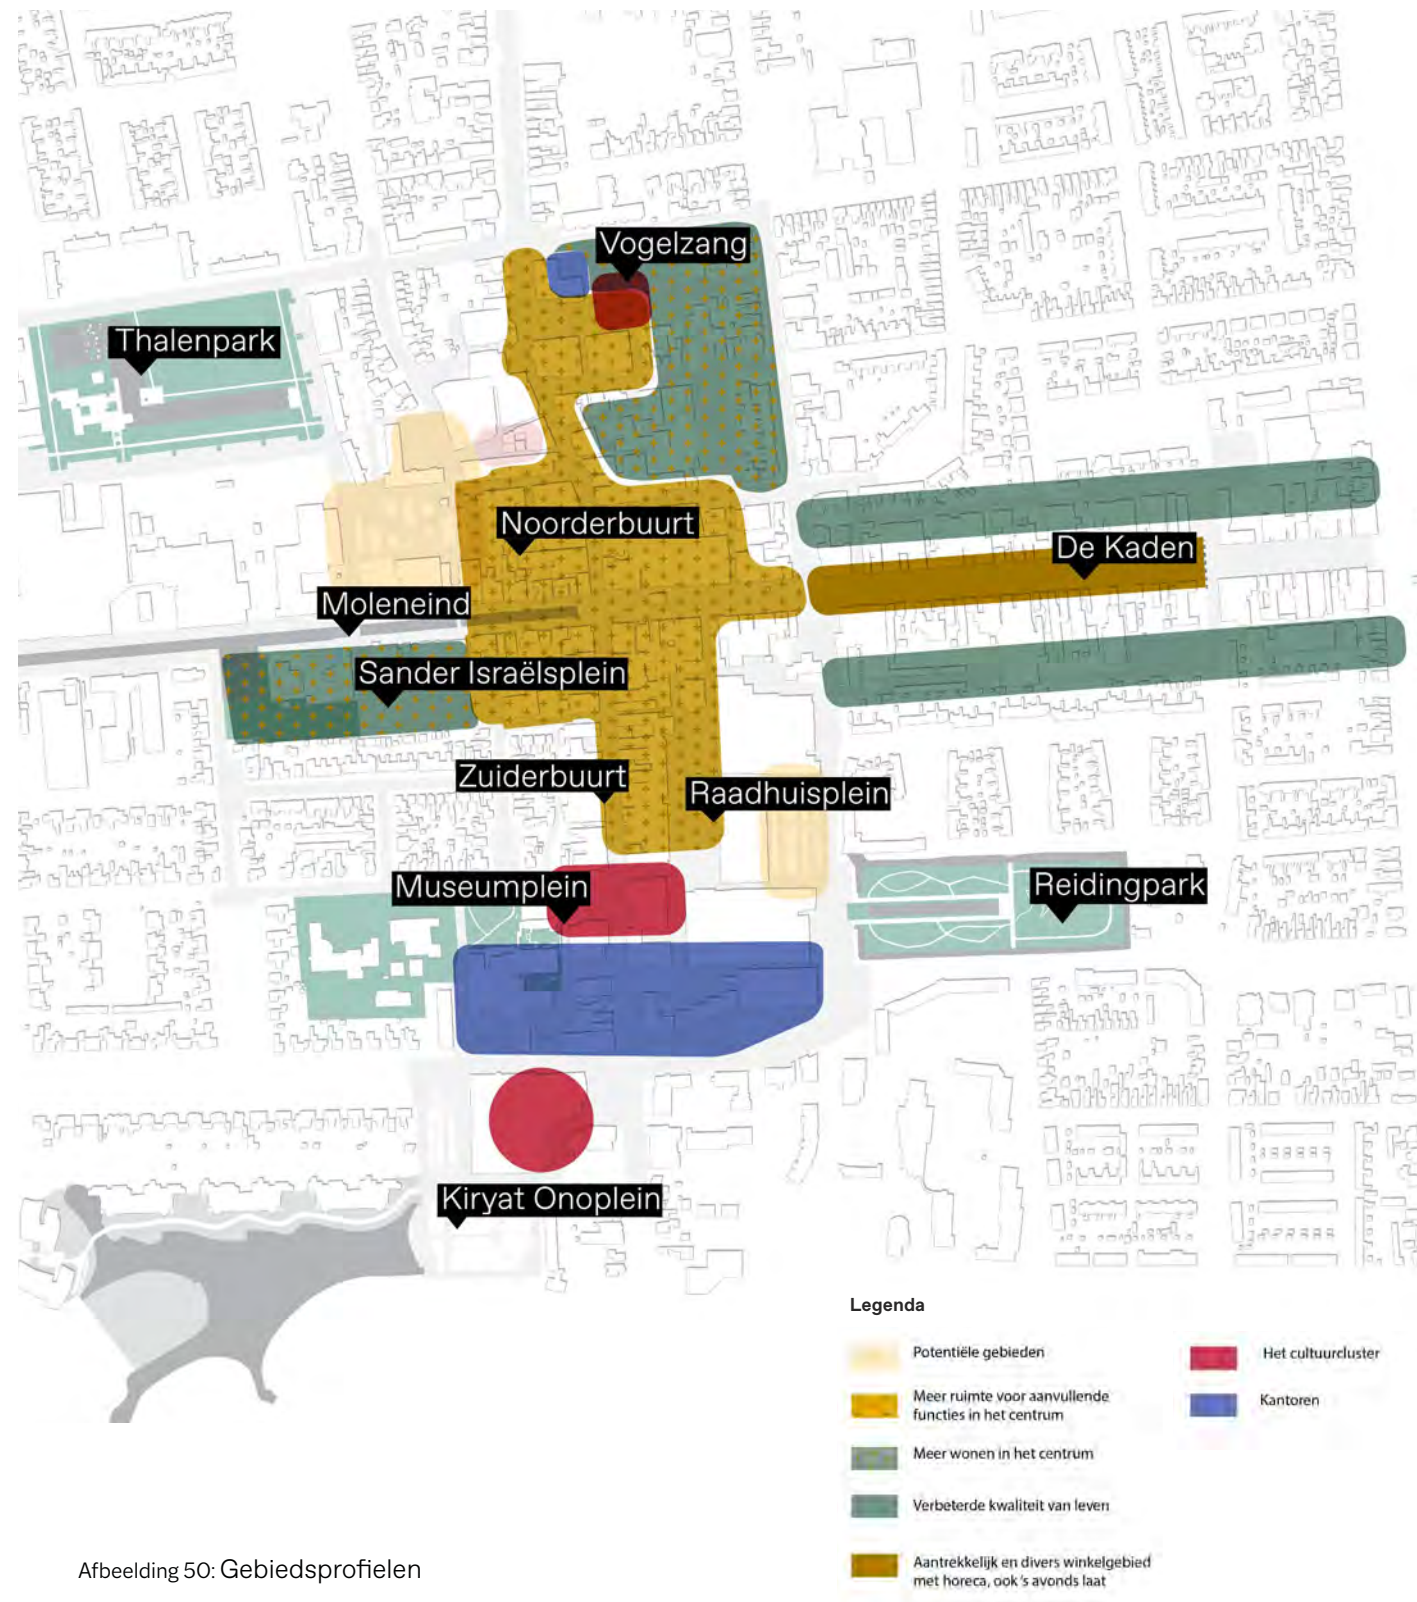 Vogelzang
Thalenpark
Noorderbuurt
De Kaden
Moleneind
Sander Israëlsplein
Zuiderbuurt
Raadhuisplein
Museumplein
Reidingpark
Kiryat Onoplein
Legenda
Potentiële gebieden
Meer ruimte voor aanvullende
functies in het centrum
Meer wonen in het centrum
Verbeterde kwaliteit van leven
Aantrekkelijk en divers winkelgebied
met horeca, ook 's avonds laat
Het cultuurcluster
Kantoren
Afbeelding 50: Gebiedsprofielen